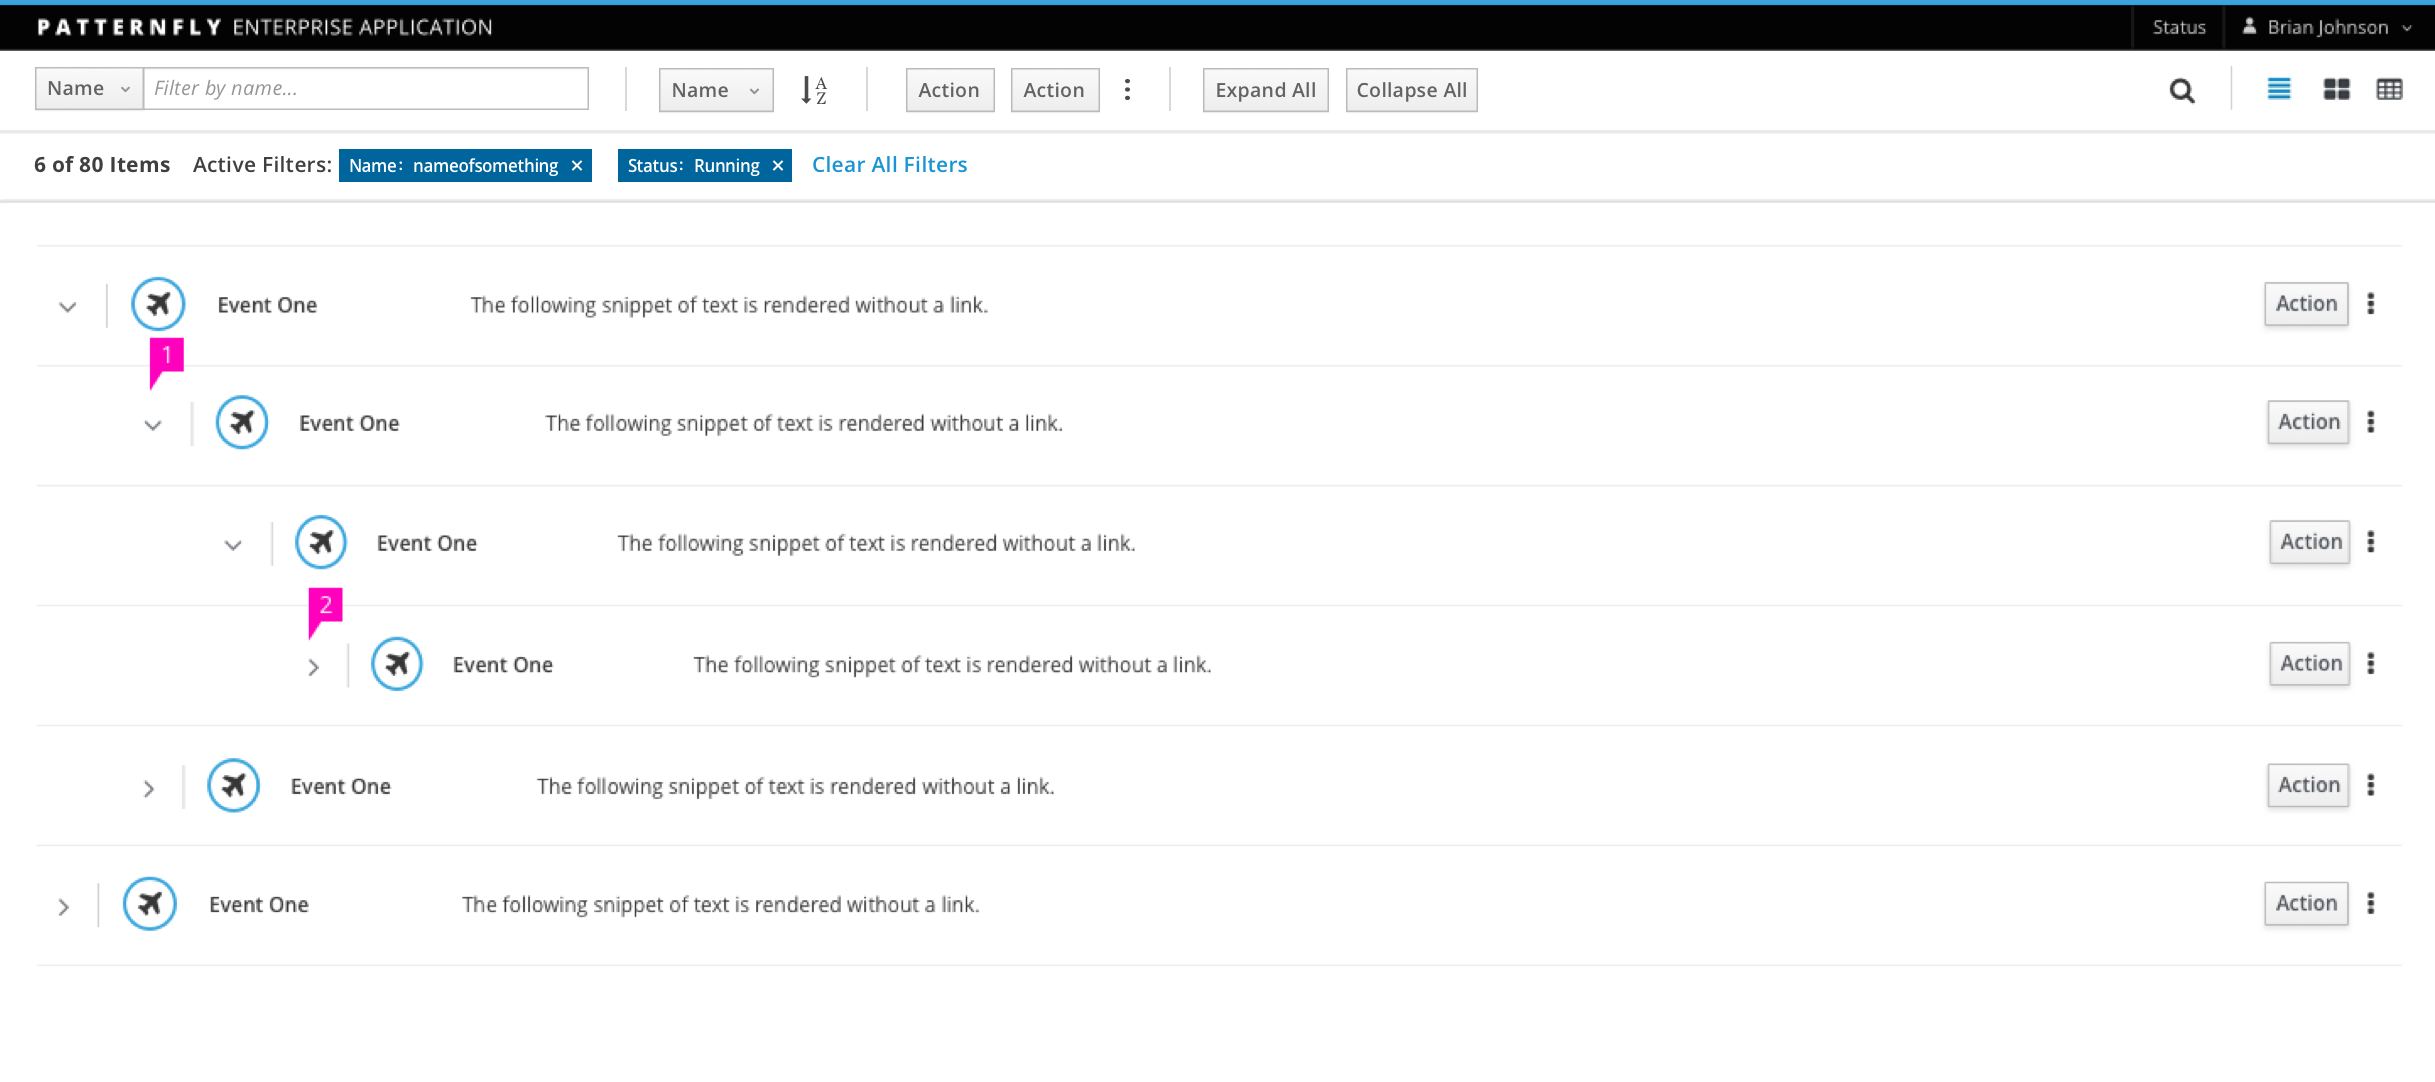 PATTERNFLY ENTERPRISE APPLICATION Status Brian Johnson
Name Filter by name... Name A Z Action Action Expand All Collapse All
6 of 80 Items Active Filters: Name: nameofsomething × Status: Running × Clear All Filters
Event One The following snippet of text is rendered without a link. Action
1
Event One The following snippet of text is rendered without a link. Action
Event One The following snippet of text is rendered without a link. Action
2
Event One The following snippet of text is rendered without a link. Action
Event One The following snippet of text is rendered without a link. Action
Event One The following snippet of text is rendered without a link. Action